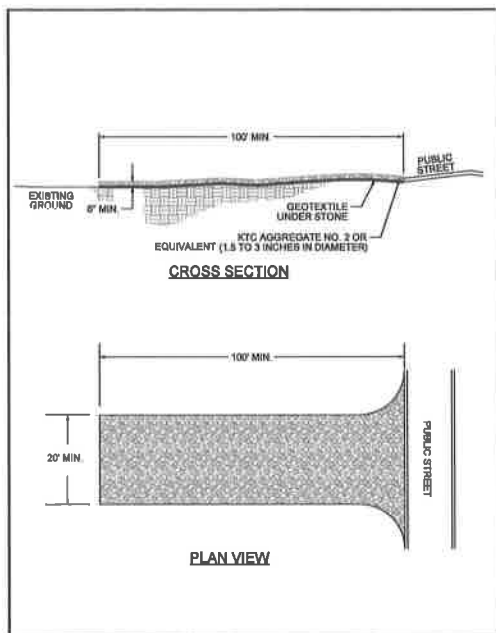 100' MIN.
PUBLIC
STREET
EXISTING
GROUND
6" MIN.
GEOTEXTILE
UNDER STONE
KTC AGGREGATE NO. 2 OR
EQUIVALENT (1.5 TO 3 INCHES IN DIAMETER)
CROSS SECTION
100' MIN.
20' MIN.
PUBLIC STREET
PLAN VIEW